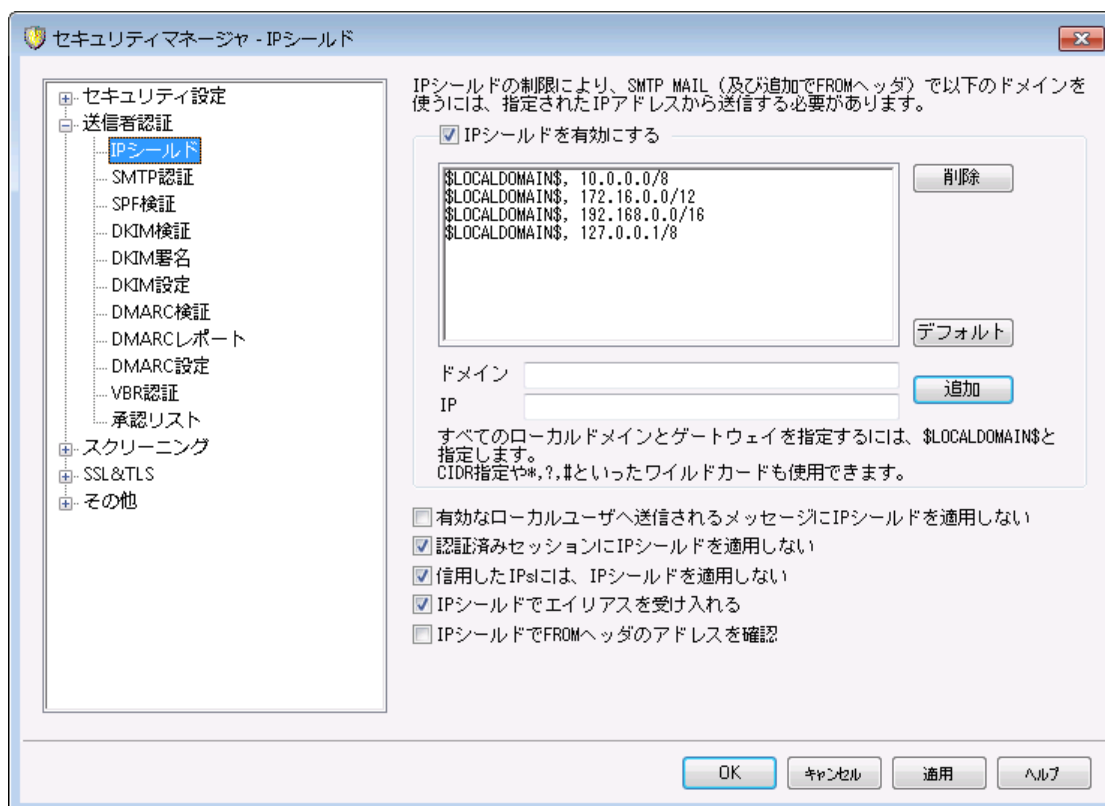 セキュリティマネージャ - IPシールド
セキュリティ設定
送信者認証
IPシールド
SMTP認証
SPF検証
DKIM検証
DKIM署名
DKIM設定
DMARC検証
DMARCレポート
DMARC設定
VBR認証
承認リスト
スクリーニング
SSL&TLS
その他
IPシールドの制限により、SMTP MAIL（及び追加でFROMヘッダ）で以下のドメインを
使うには、指定されたIPアドレスから送信する必要があります。
IPシールドを有効にする
$LOCALDOMAIN$, 10.0.0.0/8
$LOCALDOMAIN$, 172.16.0.0/12
$LOCALDOMAIN$, 192.168.0.0/16
$LOCALDOMAIN$, 127.0.0.1/8
削除
デフォルト
ドメイン
IP
追加
すべてのローカルドメインとゲートウェイを指定するには、$LOCALDOMAIN$と
指定します。
CIDR指定や*,?,#といったワイルドカードも使用できます。
有効なローカルユーザへ送信されるメッセージにIPシールドを適用しない
認証済みセッションにIPシールドを適用しない
信用したIPsには、IPシールドを適用しない
IPシールドでエイリアスを受け入れる
IPシールドでFROMヘッダのアドレスを確認
OK
キャンセル
適用
ヘルプ